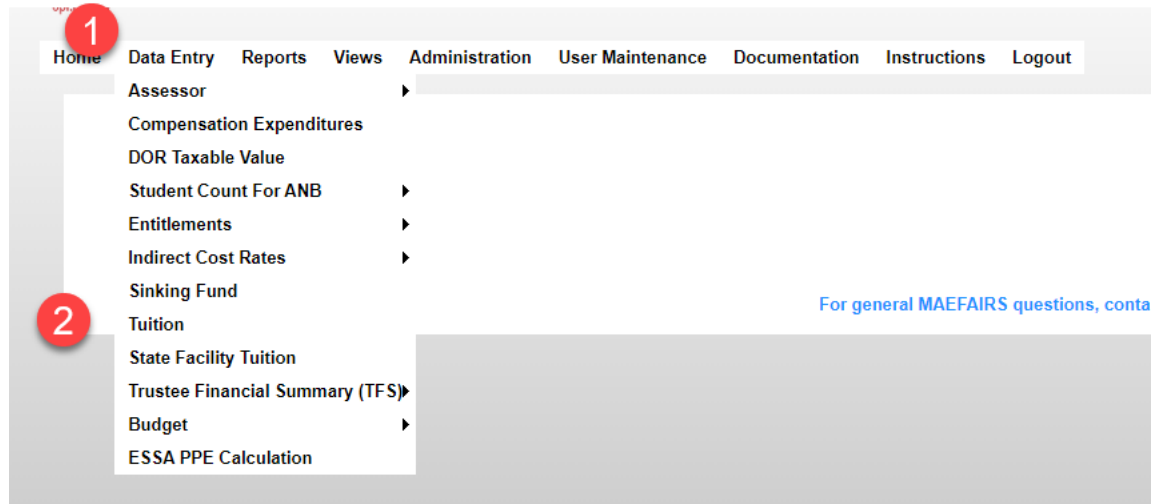 1
Home Data Entry Reports Views Administration User Maintenance Documentation Instructions Logout
Assessor
Compensation Expenditures
DOR Taxable Value
Student Count For ANB
Entitlements
Indirect Cost Rates
Sinking Fund
For general MAEFAIRS questions, conta
2
Tuition
State Facility Tuition
Trustee Financial Summary (TFS)
Budget
ESSA PPE Calculation